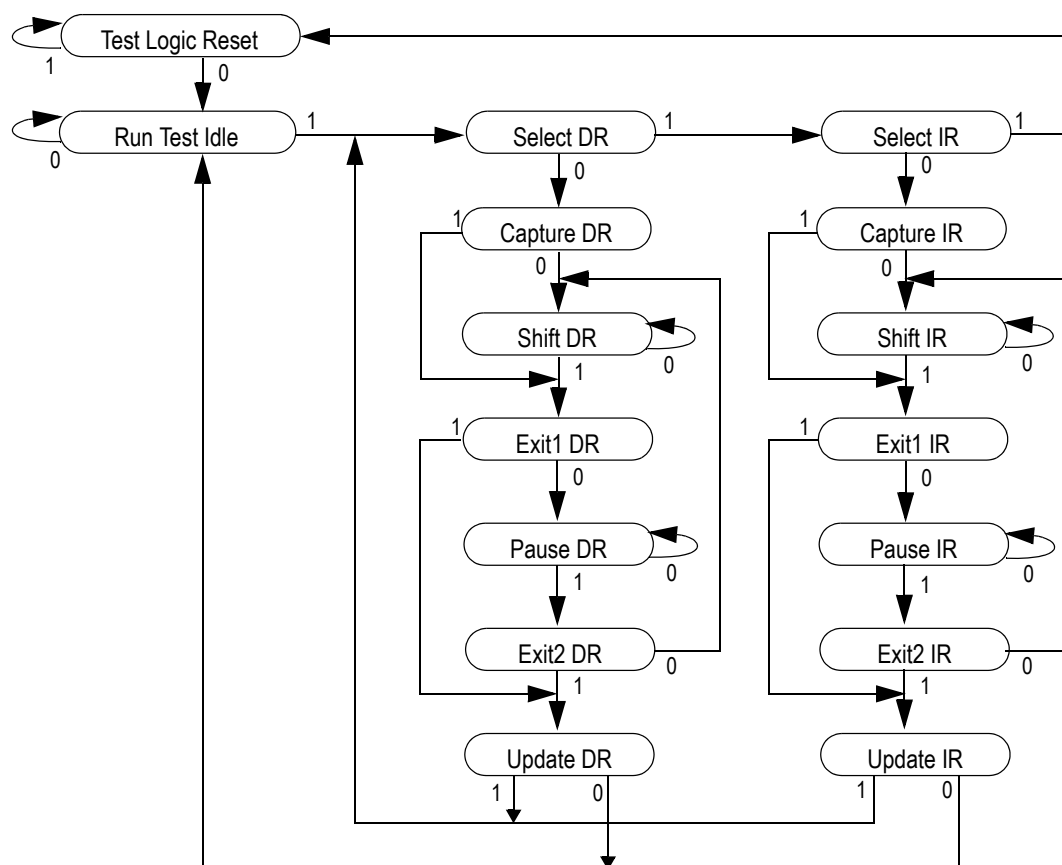 Test Logic Reset
1
0
Run Test Idle
0
1
Select DR
1
Select IR
1
0
0
1
Capture DR
0
1
Capture IR
0
Shift DR
0
1
Shift IR
0
1
1
Exit1 DR
0
1
Exit1 IR
0
Pause DR
0
1
Pause IR
0
1
Exit2 DR
0
1
Exit2 IR
0
1
Update DR
1
0
Update IR
1
0